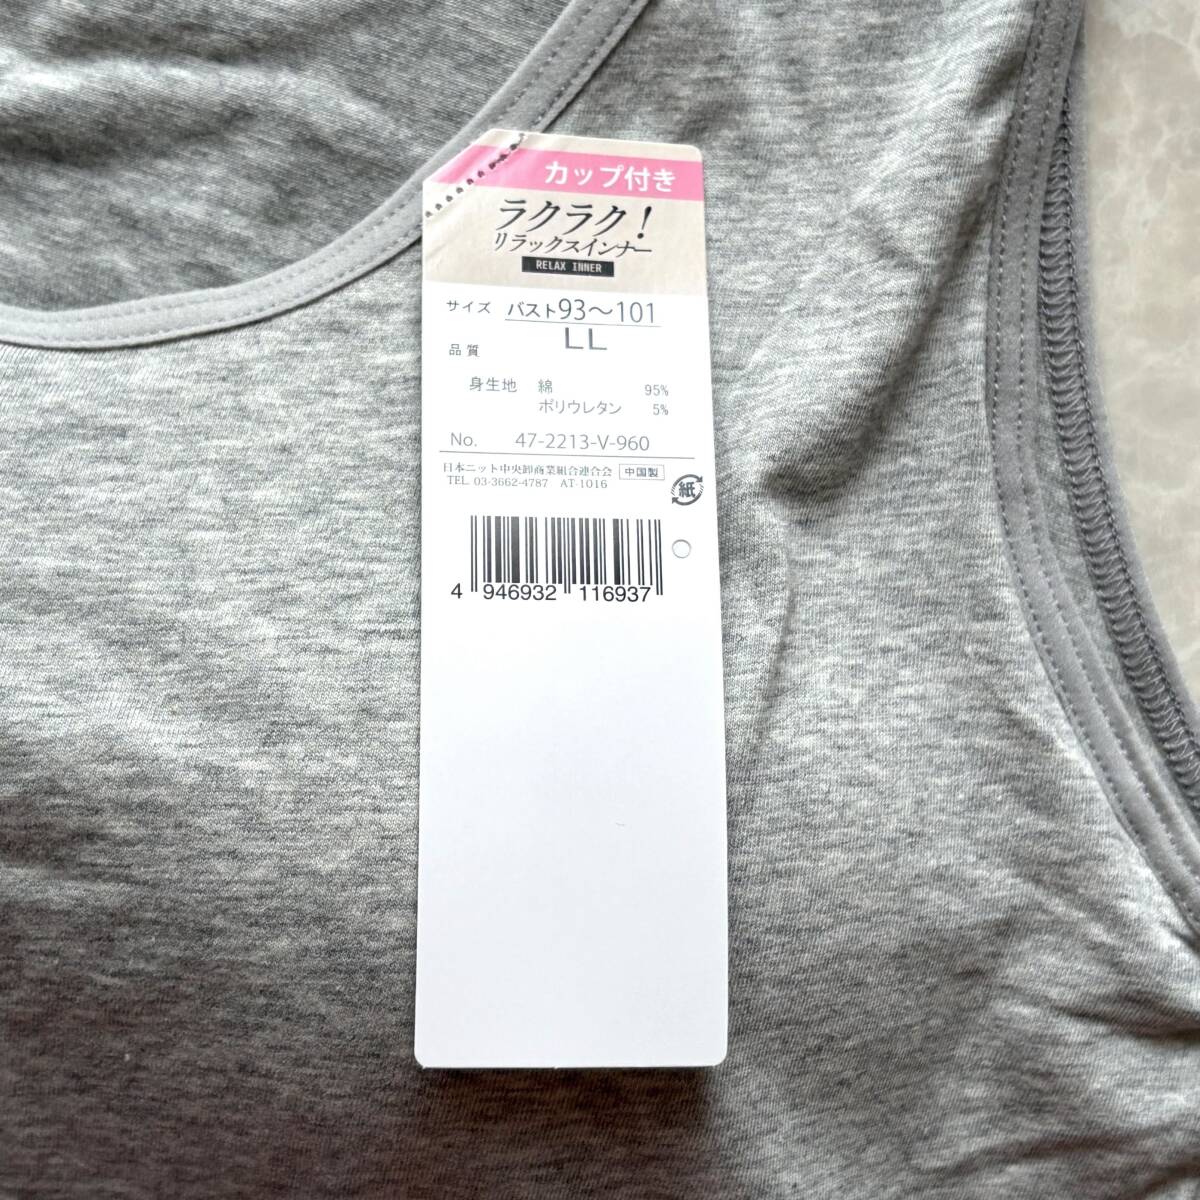 カップ付き
ラクラク!
リラックスインナー
RELAX INNER
サイズ バスト93〜101
LL
品質
身生地 綿 95%
ポリウレタン 5%
No. 47-2213-V-960
日本ニット中央卸商業組合連合会 中国製
TEL 03-3662-4787 AT-1016
紙
4 946932 116937